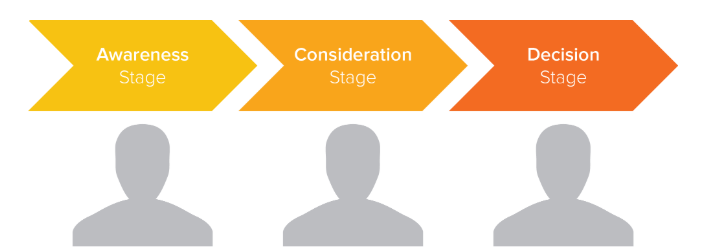 Awareness
Stage
Consideration
Stage
Decision
Stage